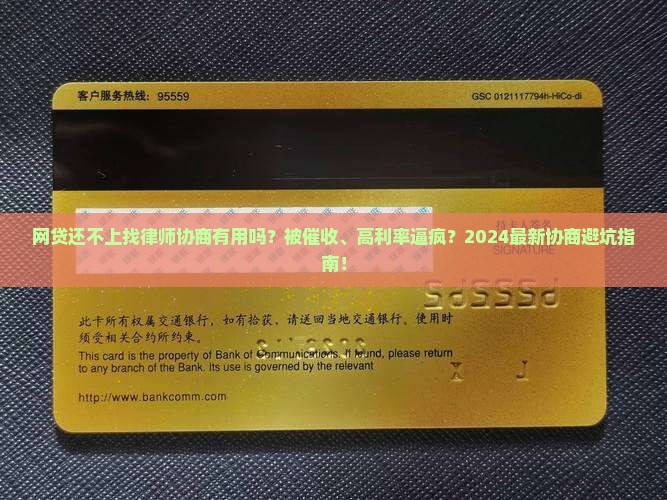 客户服务热线：95559
GSC 0121117794h-HiCo-di
网贷还不上找律师协商有用吗？被催收、高利率逼疯？2024最新协商避坑指
南！
持卡人签名
SIGNATURE
此卡所有权属交通银行，如有拾获，请送回当地交通银行。使用时
须受相关合约所约束。
This card is the property of Bank of Communications. If found, please return
to any branch of the Bank. Its use is governed by the relevant
http://www.bankcomm.com